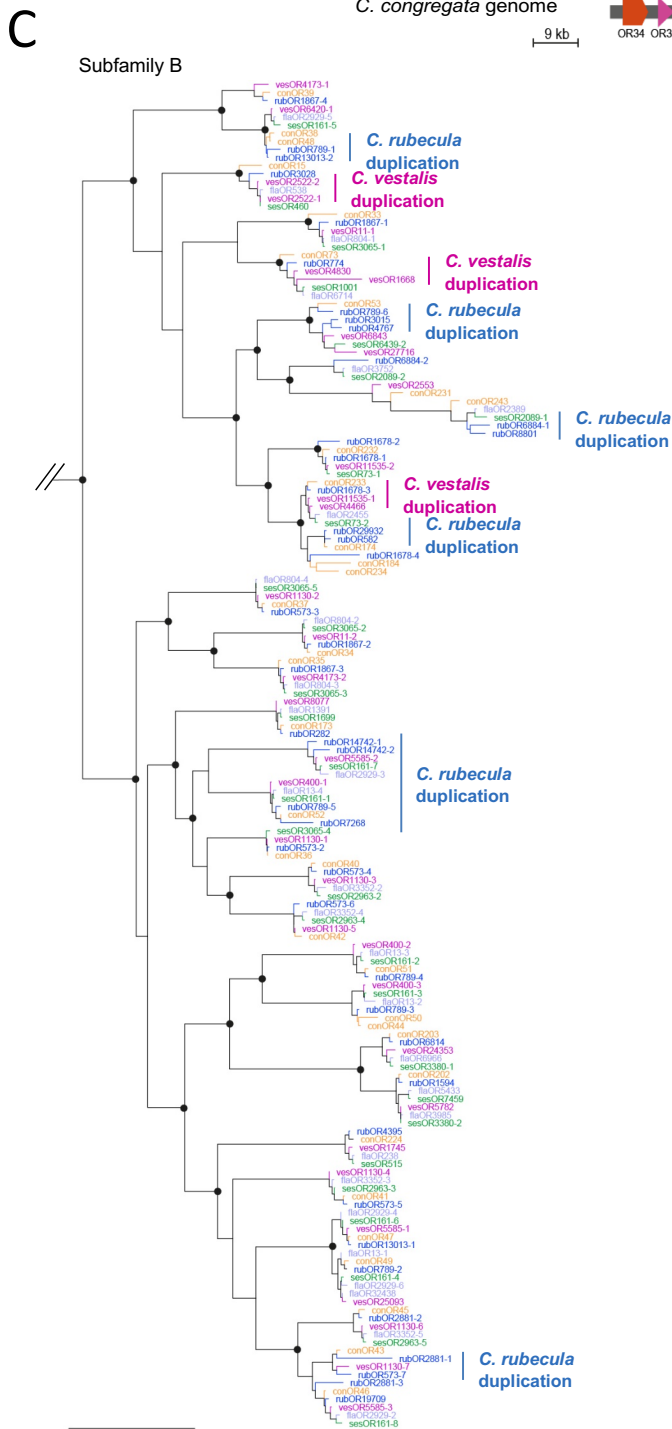 C. congregata genome
C
OR34
OR3
9 kb
Subfamily B
vesOR4173-1
conOR39
rubOR1867-4
vesOR6420-1
flaOR2929-5
sesOR161-5
conOR38
conOR48
rubOR789-1
rubOR13013-2
C. rubecula
duplication
conOR15
rubOR3028
vesOR2522-2
flaOR538
vesOR2522-1
sesOR460
C. vestalis
duplication
conOR33
rubOR1867-1
vesOR11-1
flaOR804-1
sesOR3065-1
conOR73
rubOR774
vesOR4830
vesOR1668
sesOR1001
flaOR6714
C. vestalis
duplication
conOR53
rubOR789-6
rubOR3015
rubOR4767
vesOR6843
sesOR6439-2
vesOR27716
C. rubecula
duplication
rubOR6884-2
flaOR3752
sesOR2089-2
vesOR2553
conOR231
conOR243
flaOR2389
sesOR2089-1
rubOR6884-1
rubOR8801
C. rubecula
duplication
rubOR1678-2
conOR232
rubOR1678-1
vesOR11535-2
sesOR73-1
conOR233
rubOR1678-3
vesOR11535-1
vesOR4466
flaOR2455
sesOR73-2
rubOR29932
rubOR582
conOR174
rubOR1678-4
conOR164
conOR234
C. vestalis
duplication
C. rubecula
duplication
flaOR804-4
sesOR3065-5
vesOR1130-2
conOR37
rubOR573-3
flaOR804-2
sesOR3065-2
vesOR11-2
rubOR1867-2
conOR34
conOR35
rubOR1867-3
vesOR4173-2
flaOR804-3
sesOR3065-3
vesOR8077
flaOR1391
sesOR1699
conOR173
rubOR282
rubOR14742-1
rubOR14742-2
vesOR5585-2
sesOR161-7
flaOR2929-3
vesOR400-1
flaOR13-4
sesOR161-1
rubOR789-5
conOR52
rubOR7268
C. rubecula
duplication
sesOR3065-4
vesOR1130-1
rubOR573-2
conOR36
conOR40
rubOR573-4
vesOR1130-3
flaOR3352-2
sesOR2963-2
rubOR573-6
flaOR3352-4
sesOR2963-4
vesOR1130-5
conOR42
vesOR400-2
flaOR13-3
sesOR161-2
conOR51
rubOR789-4
vesOR400-3
sesOR161-3
flaOR13-2
rubOR789-3
conOR50
conOR44
conOR203
rubOR6814
vesOR24353
flaOR6966
sesOR3380-1
conOR202
rubOR1594
flaOR5433
sesOR7459
vesOR5782
flaOR3985
sesOR3380-2
rubOR4395
conOR224
vesOR1745
flaOR238
sesOR515
vesOR1130-4
flaOR3352-3
sesOR2963-3
conOR41
rubOR573-5
flaOR2929-4
sesOR161-6
vesOR5585-1
conOR47
rubOR13013-1
flaOR13-1
conOR49
rubOR789-2
sesOR161-4
flaOR2929-6
flaOR32438
vesOR25093
conOR45
rubOR2881-2
vesOR1130-6
flaOR3352-5
sesOR2963-5
conOR43
rubOR2881-1
vesOR1130-7
rubOR573-7
rubOR2881-3
conOR46
rubOR19709
vesOR5585-3
flaOR2929-2
sesOR161-8
C. rubecula
duplication